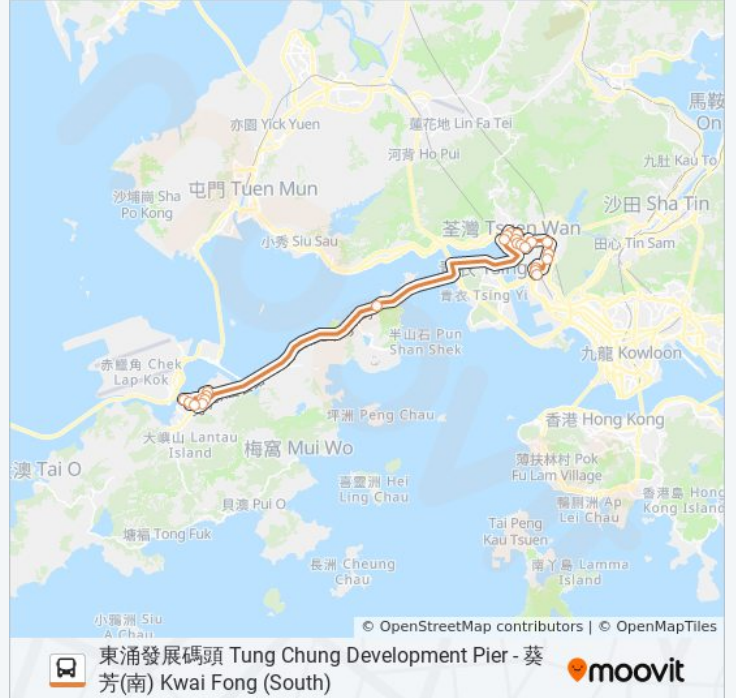 馬鞍
On
亦園 Yick Yuen
蓮花地 Lin Fa Tei
河背 Ho Pui
九肚 Kau To
屯門 Tuen Mun
沙埔崗 Sha
Po Kong
沙田 Sha Tin
荃灣 Tsuen Wan
小秀 Siu Sau
田心 Tin Sam
青衣 Tsing Yi
半山石 Pun
Shan Shek
九龍 Kowloon
赤鱲角 Chek
Lap Kok
坪洲 Peng Chau
香港 Hong Kong
大嶼山 Lantau
Island
梅窩 Mui Wo
薄扶林村 Pok
Fu Lam Village
澳 Tai O
喜靈洲 Hei
Ling Chau
鴨脷洲 Ap
Lei Chau
香港島 Hong
Kong Island
貝澳 Pui O
塘福 Tong Fuk
Tai Peng
Kau Tsuen
長洲 Cheung
Chau
南丫島 Lamma
Island
小鴉洲 Siu
A Chau
© OpenStreetMap contributors | © OpenMapTiles
東涌發展碼頭 Tung Chung Development Pier - 葵
芳(南) Kwai Fong (South)
moovit